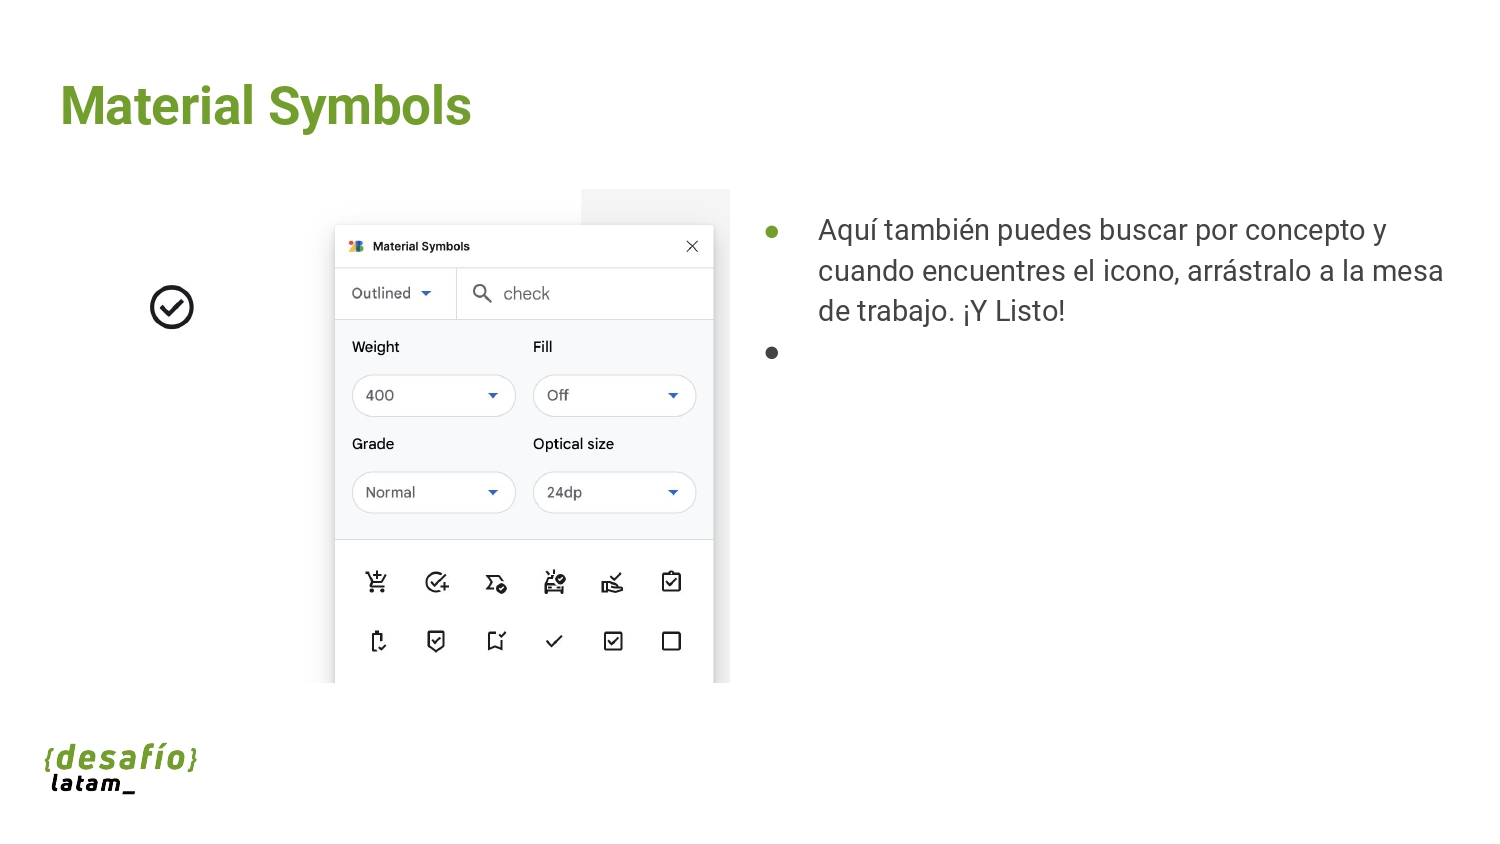 Material Symbols
Material Symbols
Outlined
check
Weight
Fill
400
Off
Grade
Optical size
Normal
24dp
● Aquí también puedes buscar por concepto y
cuando encuentres el icono, arrástralo a la mesa
de trabajo. ¡Y Listo!
●
{desafío}
latam_